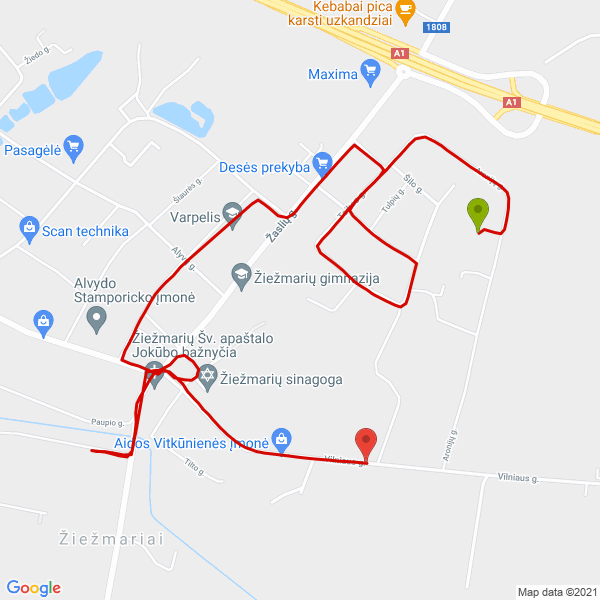 Kebabai pica
karsti uzkandziai
1808
A1
Žiedo g.
Maxima
A1
Pasagėlė
Desės prekyba
Šilo g.
Šiaurės g.
Tulpių g.
Varpelis
Žaslių g.
Scan technika
Alyvų g.
Žiežmarių gimnazija
Alvydo
Stamporicko įmonė
Žiežmarių Šv. apaštalo
Jokūbo bažnyčia
Žiežmarių sinagoga
Paupio g.
Aidos Vitkūnienės įmonė
Aronijų g.
Vilniaus g.
Tilto g.
Vilniaus g.
Žiežmariai
Google
Map data ©2021